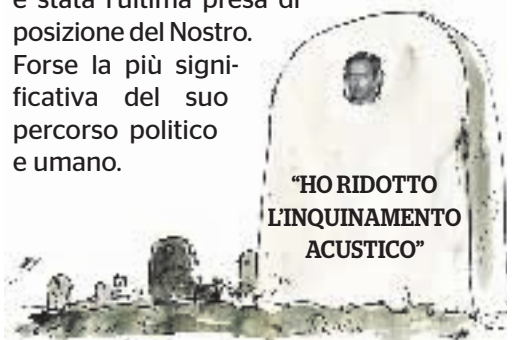 è stata l'ultima presa di
posizione del Nostro.
Forse la più signi-
ficativa del suo
percorso politico
e umano.
“HO RIDOTTO
L'INQUINAMENTO
ACUSTICO”